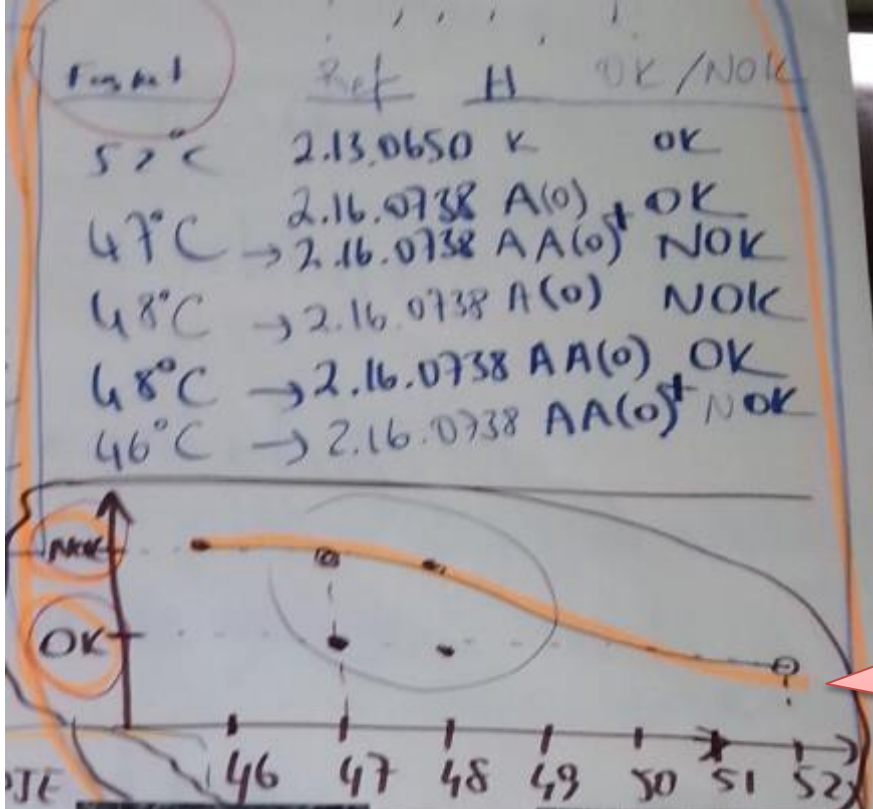 Ref H OK/NOK
52°C 2.13.0650 K OK
2.16.0738 A(0) OK
47°C → 2.16.0738 AA(0)+ NOK
48°C → 2.16.0738 A(0) NOK
48°C → 2.16.0738 AA(0) OK
46°C → 2.16.0738 AA(0)+ NOK
NOK
OK
46 47 48 49 50 51 52